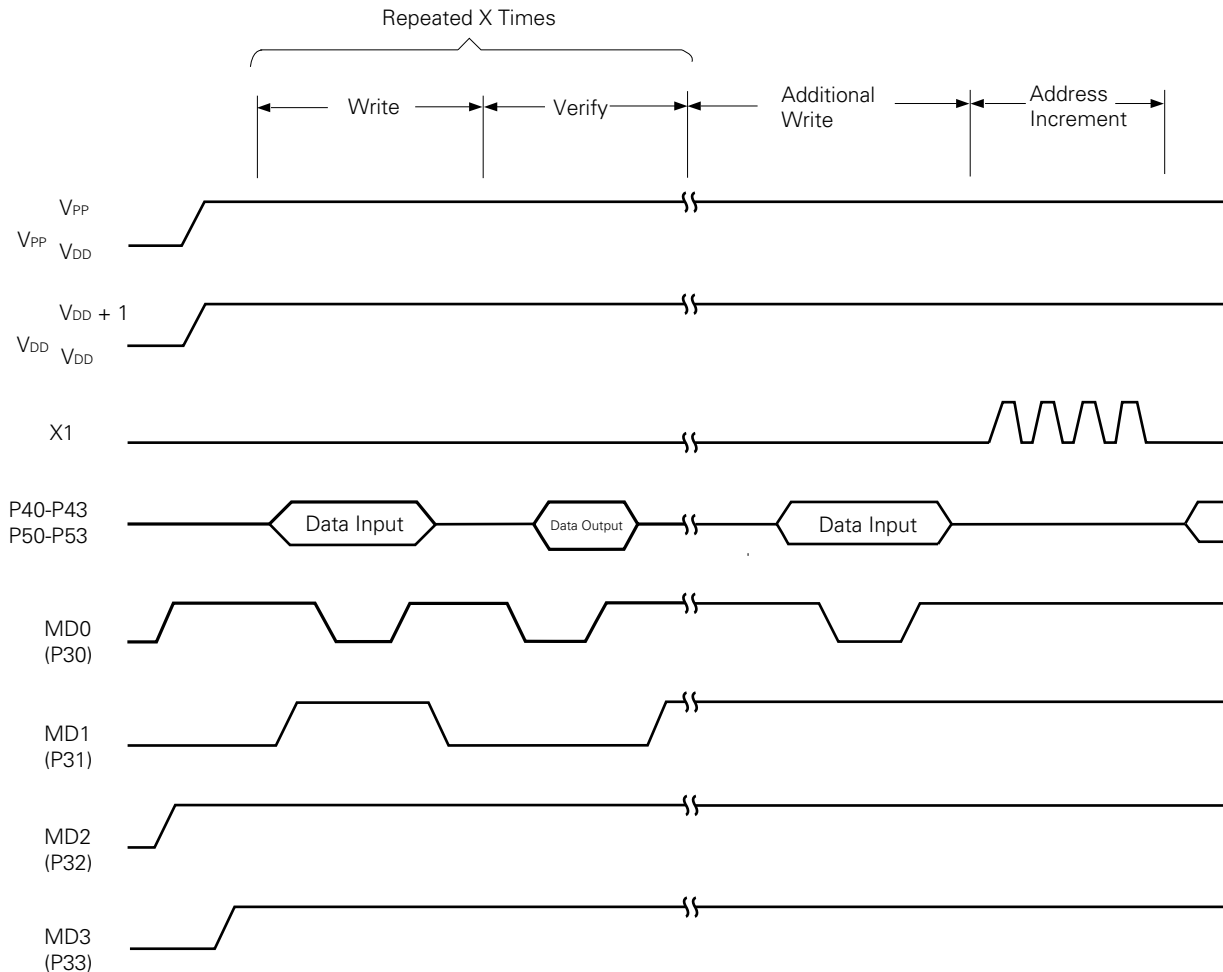 Repeated X Times
Write
Verify
Additional
Write
Address
Increment
VPP
VPP VDD
VDD + 1
VDD VDD
X1
P40-P43
P50-P53
Data Input
Data Output
Data Input
MD0
(P30)
MD1
(P31)
MD2
(P32)
MD3
(P33)